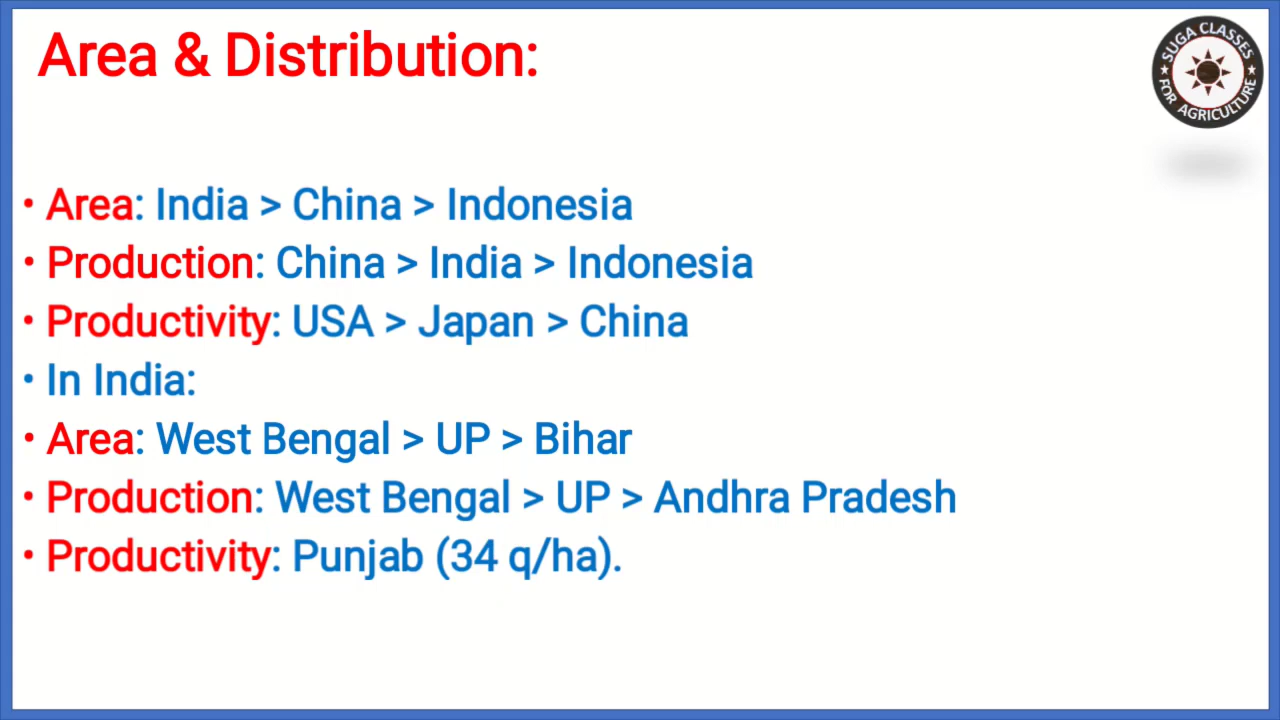 Area & Distribution:
SUGA CLASSES
FOR AGRICULTURE
• Area: India > China > Indonesia
• Production: China > India > Indonesia
• Productivity: USA > Japan > China
• In India:
• Area: West Bengal > UP > Bihar
• Production: West Bengal > UP > Andhra Pradesh
• Productivity: Punjab (34 q/ha).